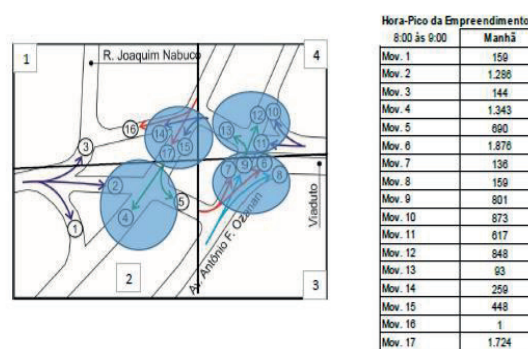 Hora-Pico da Empreendimento
8:00 às 9:00 Manhã
Mov. 1 159
Mov. 2 1.286
Mov. 3 144
Mov. 4 1.343
Mov. 5 690
Mov. 6 1.876
Mov. 7 136
Mov. 8 159
Mov. 9 801
Mov. 10 873
Mov. 11 617
Mov. 12 848
Mov. 13 93
Mov. 14 259
Mov. 15 448
Mov. 16 1
Mov. 17 1.724
1
R. Joaquim Nabuco
4
16
14
15
17
13
12
10
11
3
2
4
5
7
9
6
8
1
2
3
Viaduto
Av. Antônio F. Ozanan